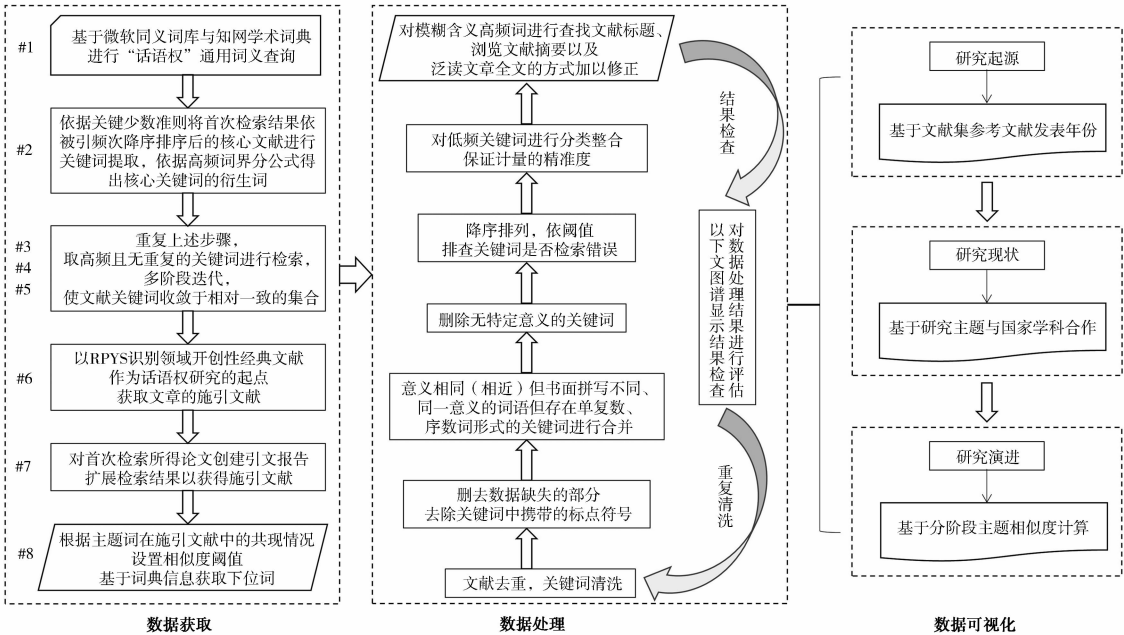 #1
基于微软同义词库与知网学术词典
进行“话语权”通用词义查询
#2
依据关键少数准则将首次检索结果依
被引频次降序排序后的核心文献进行
关键词提取，依据高频词界分公式得
出核心关键词的衍生词
#3
#4
#5
重复上述步骤，
取高频且无重复的关键词进行检索，
多阶段迭代，
使文献关键词收敛于相对一致的集合
#6
以RPYS识别领域开创性经典文献
作为话语权研究的起点
获取文章的施引文献
#7
对首次检索所得论文创建引文报告
扩展检索结果以获得施引文献
#8
根据主题词在施引文献中的共现情况
设置相似度阈值
基于词典信息获取下位词
数据获取
对模糊含义高频词进行查找文献标题、
浏览文献摘要以及
泛读文章全文的方式加以修正
对低频关键词进行分类整合
保证计量的精准度
降序排列，依阈值
排查关键词是否检索错误
删除无特定意义的关键词
意义相同（相近）但书面拼写不同、
同一意义的词语但存在单复数、
序数词形式的关键词进行合并
删去数据缺失的部分
去除关键词中携带的标点符号
文献去重，关键词清洗
结果检查
对数据处理结果进行评估
以下文图谱显示结果检查
重复清洗
数据处理
研究起源
基于文献集参考文献发表年份
研究现状
基于研究主题与国家学科合作
研究演进
基于分阶段主题相似度计算
数据可视化